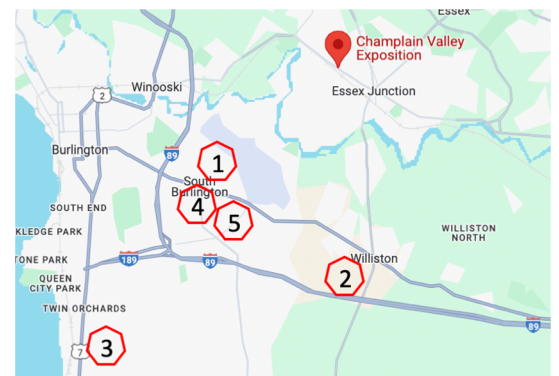 Essex
Champlain Valley
Exposition
Winooski
Essex Junction
2
Burlington
89
1
South
Burlington
4
SOUTH END
5
KLEDGE PARK
WILLISTON
NORTH
TONE PARK
189
89
Williston
QUEEN
CITY PARK
2
TWIN ORCHARDS
89
7
3